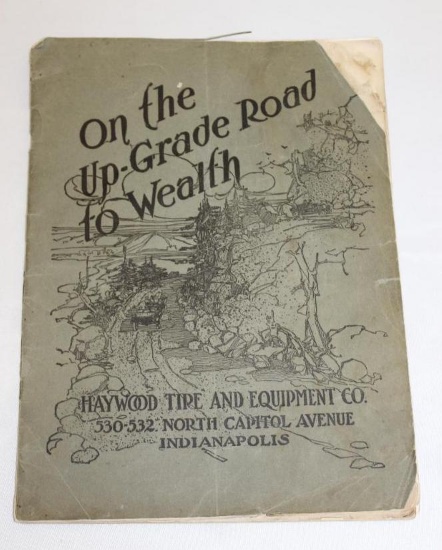 On the
Up-Grade Road
to Wealth
HAYWOOD TIRE AND EQUIPMENT CO.
530-532 NORTH CAPITOL AVENUE
INDIANAPOLIS